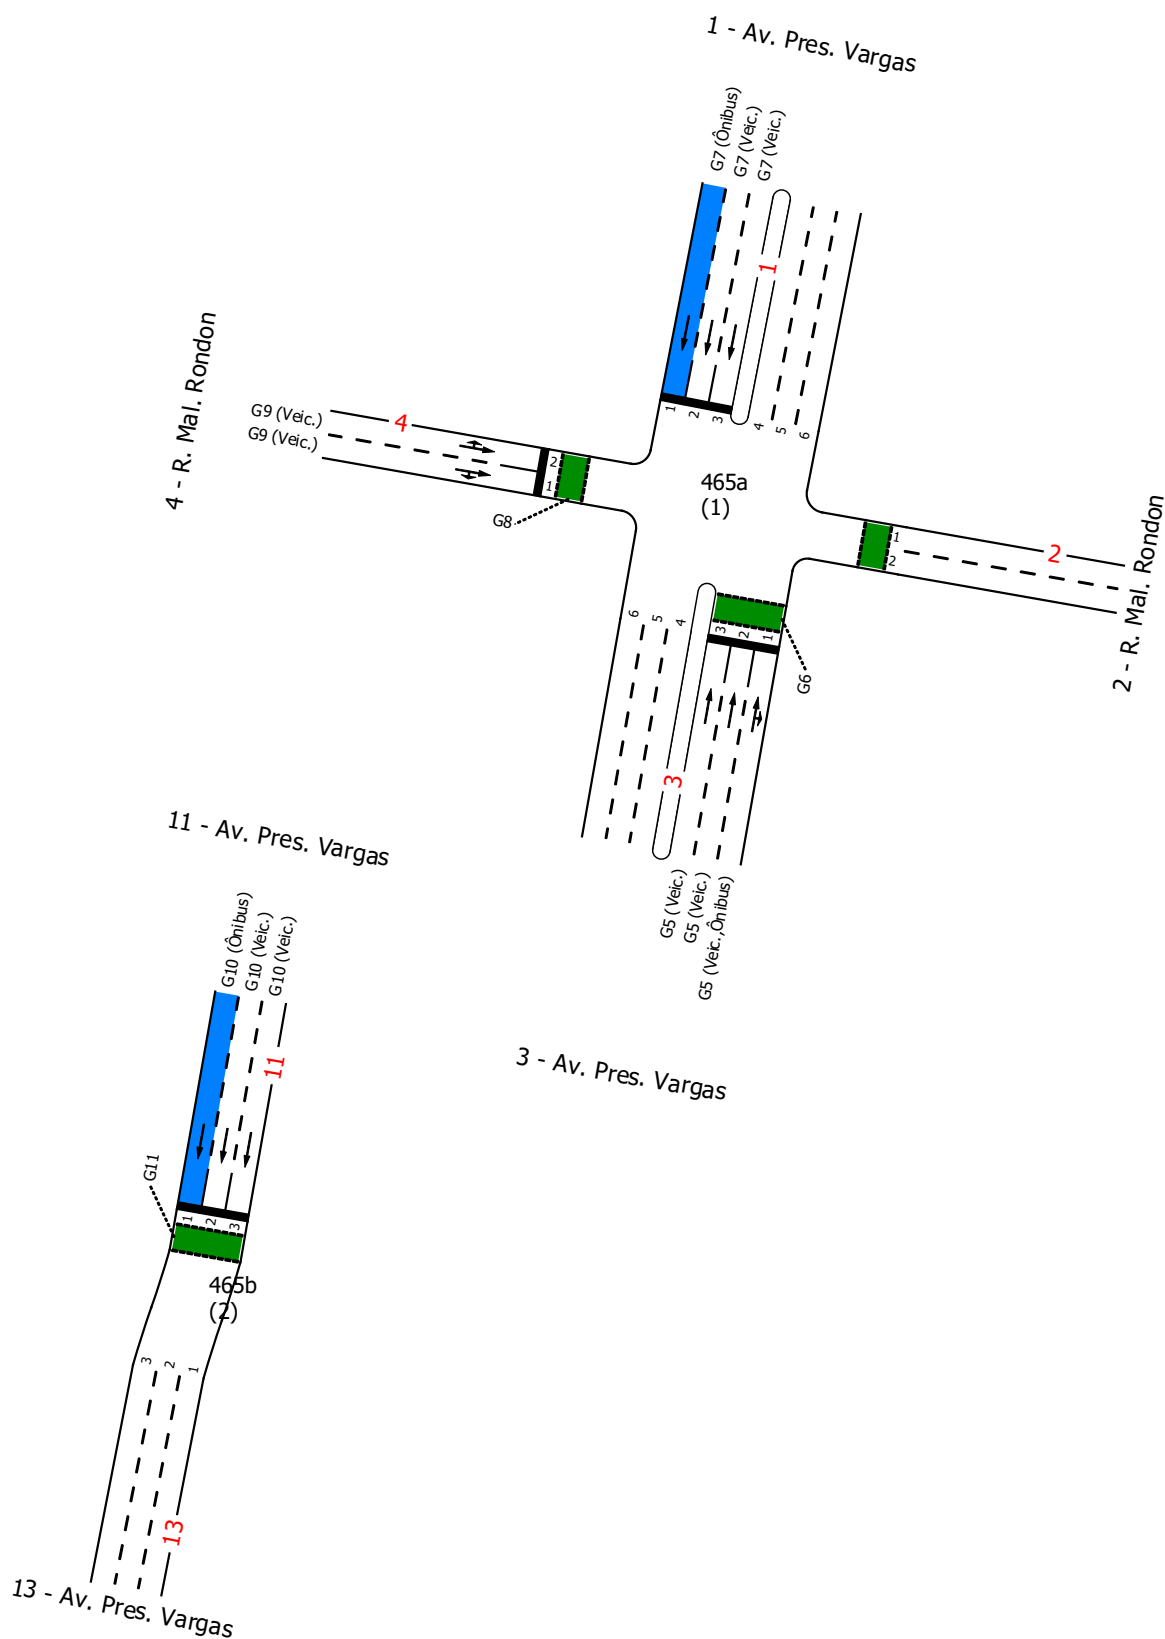 1 - Av. Pres. Vargas
G7 (Ônibus)
G7 (Veic.)
G7 (Veic.)
1
1
2
3
4
5
6
4 - R. Mal. Rondon
G9 (Veic.)
G9 (Veic.)
4
2
1
G8
465a
(1)
1
2
2
2 - R. Mal. Rondon
6
5
4
3
2
1
G6
3
G5 (Veic.)
G5 (Veic.)
G5 (Veic.,Ônibus)
3 - Av. Pres. Vargas
11 - Av. Pres. Vargas
G10 (Ônibus)
G10 (Veic.)
G10 (Veic.)
11
G11
1
2
3
465b
(2)
3
2
1
13
13 - Av. Pres. Vargas